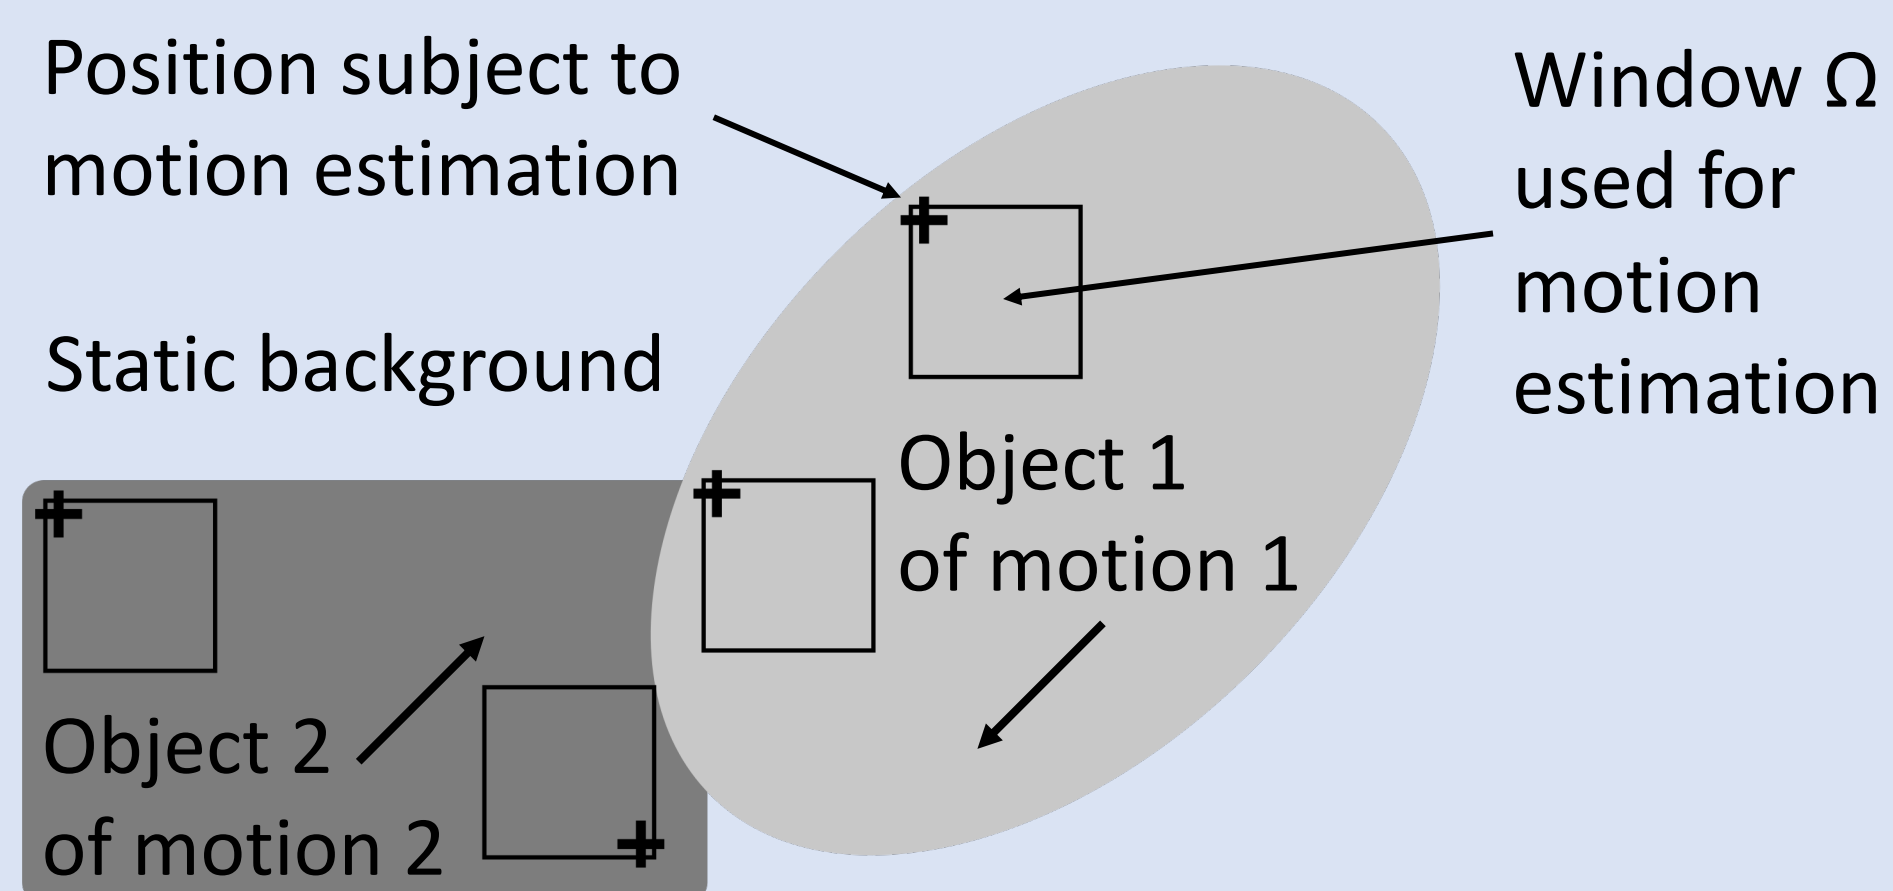 Position subject to
motion estimation
Static background
Window Ω
used for
motion
estimation
Object 1
of motion 1
Object 2
of motion 2